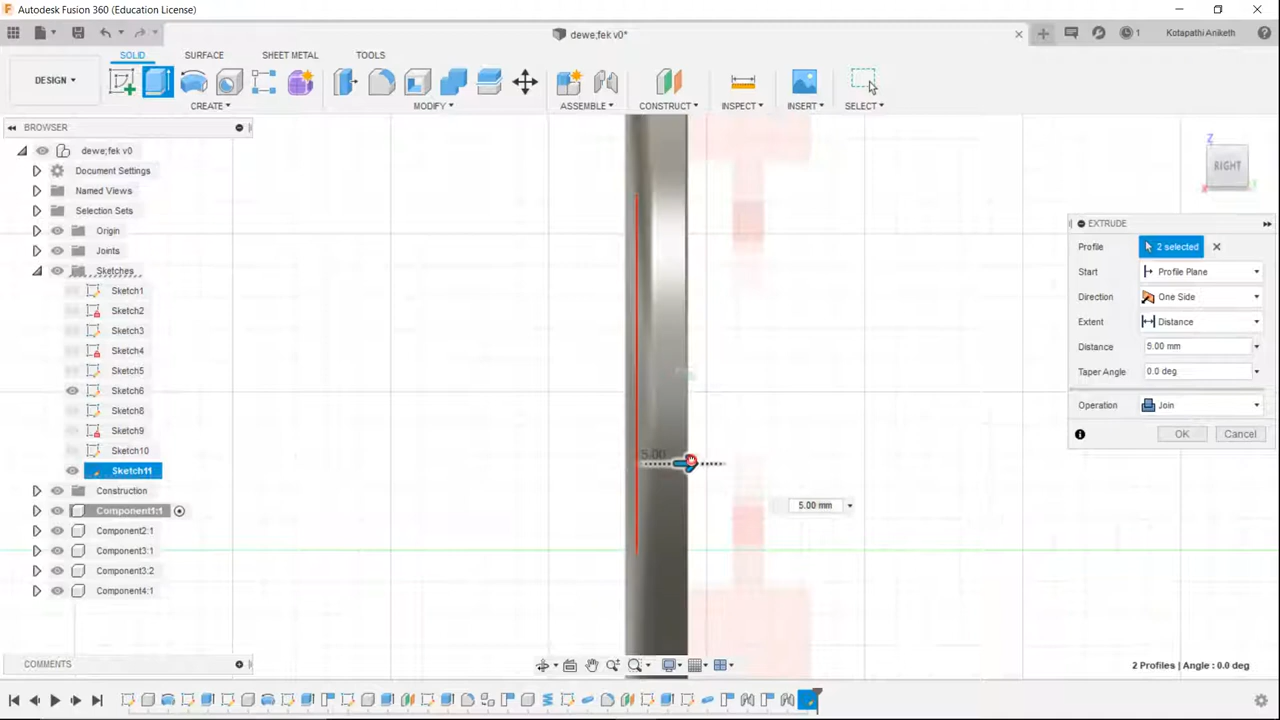 Autodesk Fusion 360 (Education License)
dewe;fek v0*
1
Kotapathi Aniketh
SOLID
SURFACE
SHEET METAL
TOOLS
DESIGN
CREATE
MODIFY
ASSEMBLE
CONSTRUCT
INSPECT
INSERT
SELECT
BROWSER
dewe;fek v0
Document Settings
Named Views
Selection Sets
Origin
Joints
Sketches
Sketch1
Sketch2
Sketch3
Sketch4
Sketch5
Sketch6
Sketch8
Sketch9
Sketch10
Sketch11
Construction
Component1:1
Component2:1
Component3:1
Component3:2
Component4:1
5.00
5.00 mm
Z
RIGHT
EXTRUDE
Profile 2 selected
Start Profile Plane
Direction One Side
Extent Distance
Distance 5.00 mm
Taper Angle 0.0 deg
Operation Join
OK Cancel
COMMENTS
2 Profiles | Angle : 0.0 deg